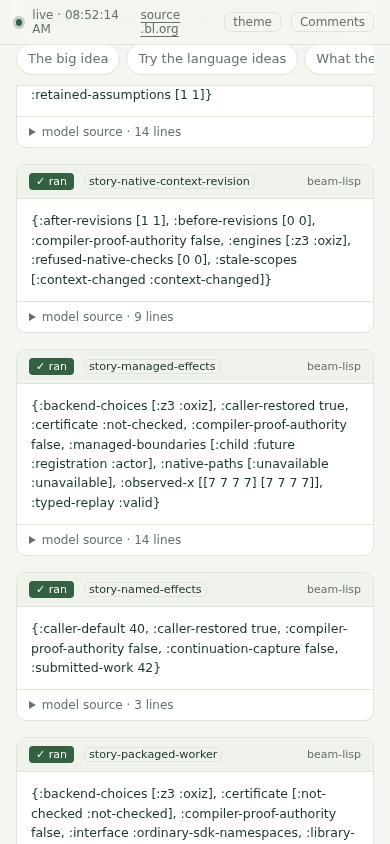 live · 08:52:14 AM
source .bl.org
theme
Comments
The big idea
Try the language ideas
What the
:retained-assumptions [1 1]}
model source · 14 lines
✓ ran story-native-context-revision beam-lisp
{:after-revisions [1 1], :before-revisions [0 0],
:compiler-proof-authority false, :engines [:z3 :oxiz],
:refused-native-checks [0 0], :stale-scopes
[:context-changed :context-changed]}
model source · 9 lines
✓ ran story-managed-effects beam-lisp
{:backend-choices [:z3 :oxiz], :caller-restored true,
:certificate :not-checked, :compiler-proof-authority
false, :managed-boundaries [:child :future
:registration :actor], :native-paths [:unavailable
:unavailable], :observed-x [[7 7 7 7] [7 7 7 7]],
:typed-replay :valid}
model source · 14 lines
✓ ran story-named-effects beam-lisp
{:caller-default 40, :caller-restored true, :compiler-
proof-authority false, :continuation-capture false,
:submitted-work 42}
model source · 3 lines
✓ ran story-packaged-worker beam-lisp
{:backend-choices [:z3 :oxiz], :certificate [:not-
checked :not-checked], :compiler-proof-authority
false, :interface :ordinary-sdk-namespaces, :library-